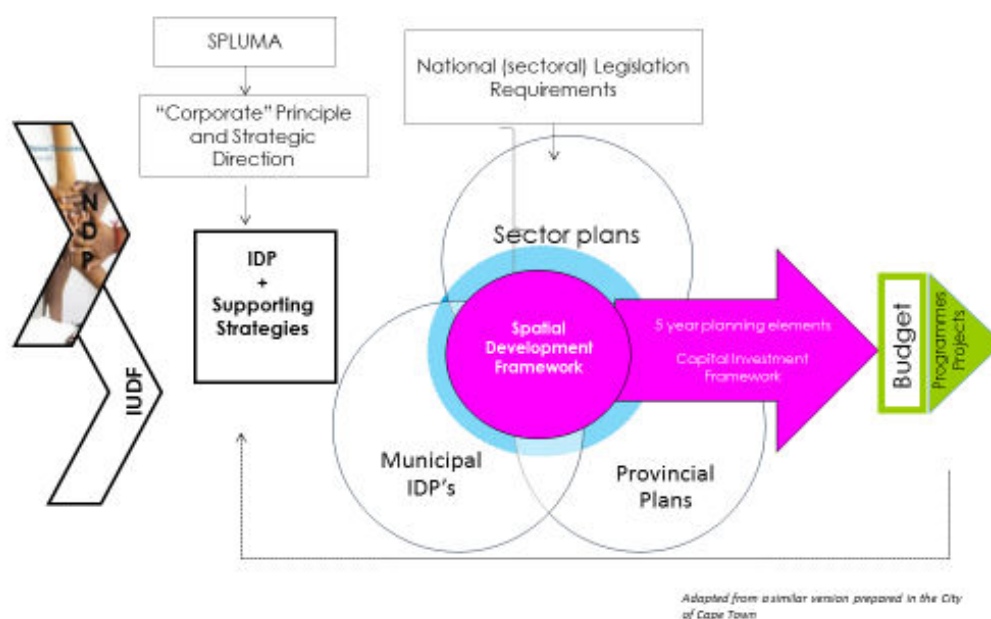 SPLUMA
"Corporate" Principle
and Strategic
Direction
National (sectoral) Legislation
Requirements
NDP
IUDF
IDP
+
Supporting
Strategies
Sector plans
Spatial
Development
Framework
5 year planning elements
Capital Investment
Framework
Budget
Programmes
Projects
Municipal
IDP's
Provincial
Plans
Adapted from a similar version prepared in the City
of Cape Town